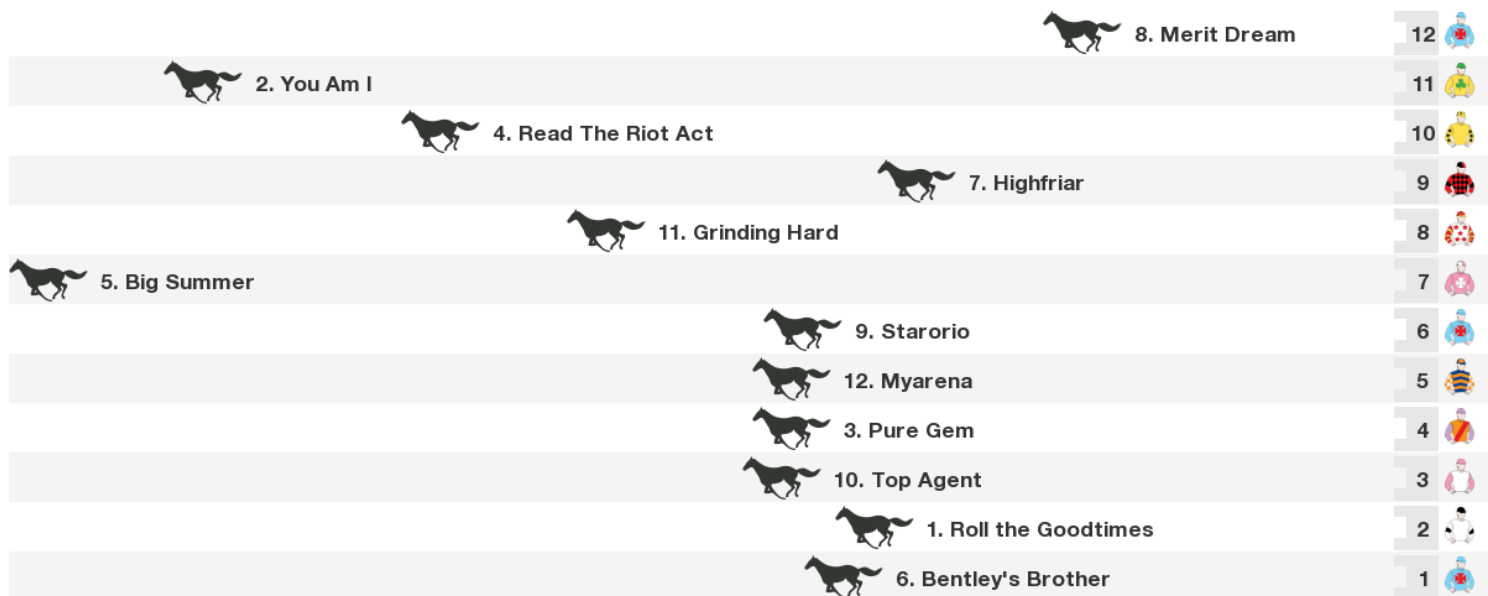 8. Merit Dream 12
2. You Am I 11
4. Read The Riot Act 10
7. Highfriar 9
11. Grinding Hard 8
5. Big Summer 7
9. Starorio 6
12. Myarena 5
3. Pure Gem 4
10. Top Agent 3
1. Roll the Goodtimes 2
6. Bentley's Brother 1